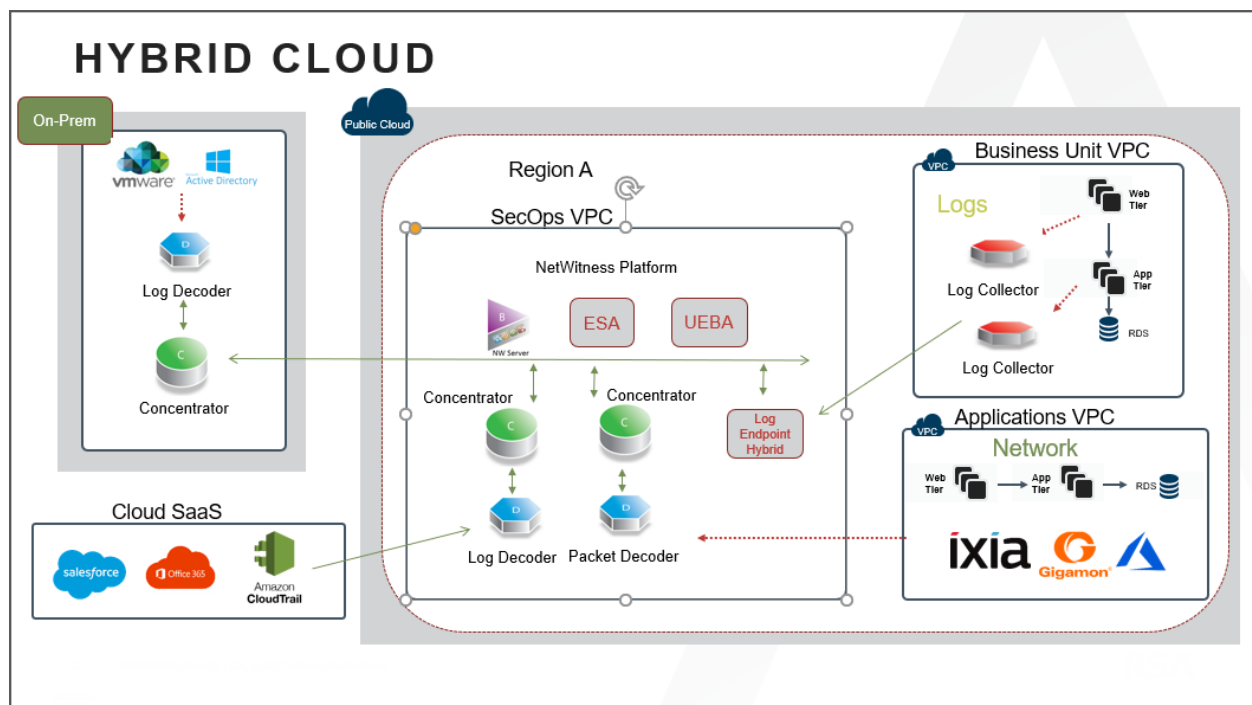 HYBRID CLOUD
On-Prem
vmware®
Active Directory
D
Log Decoder
C
Concentrator
Public Cloud
Region A
SecOps VPC
NetWitness Platform
B
NW Server
ESA
UEBA
Concentrator
Concentrator
C
C
Log
Endpoint
Hybrid
D
D
Log Decoder
Packet Decoder
Business Unit VPC
VPC
Logs
Web
Tier
Log Collector
App
Tier
RDS
Log Collector
Applications VPC
VPC
Network
Web
Tier
App
Tier
RDS
ixia
Gigamon®
Cloud SaaS
salesforce
Office 365
Amazon
CloudTrail